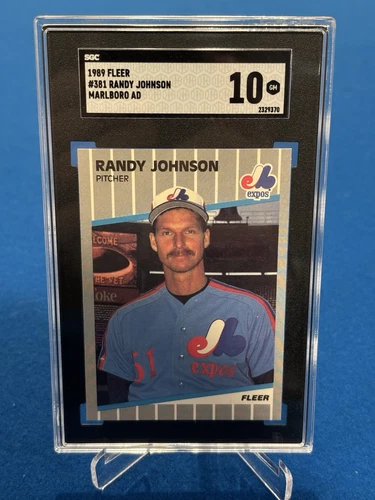 SGC
1989 FLEER
#381 RANDY JOHNSON
MARLBORO AD
10 GM
2329370
RANDY JOHNSON
PITCHER
expos
expos
51
FLEER